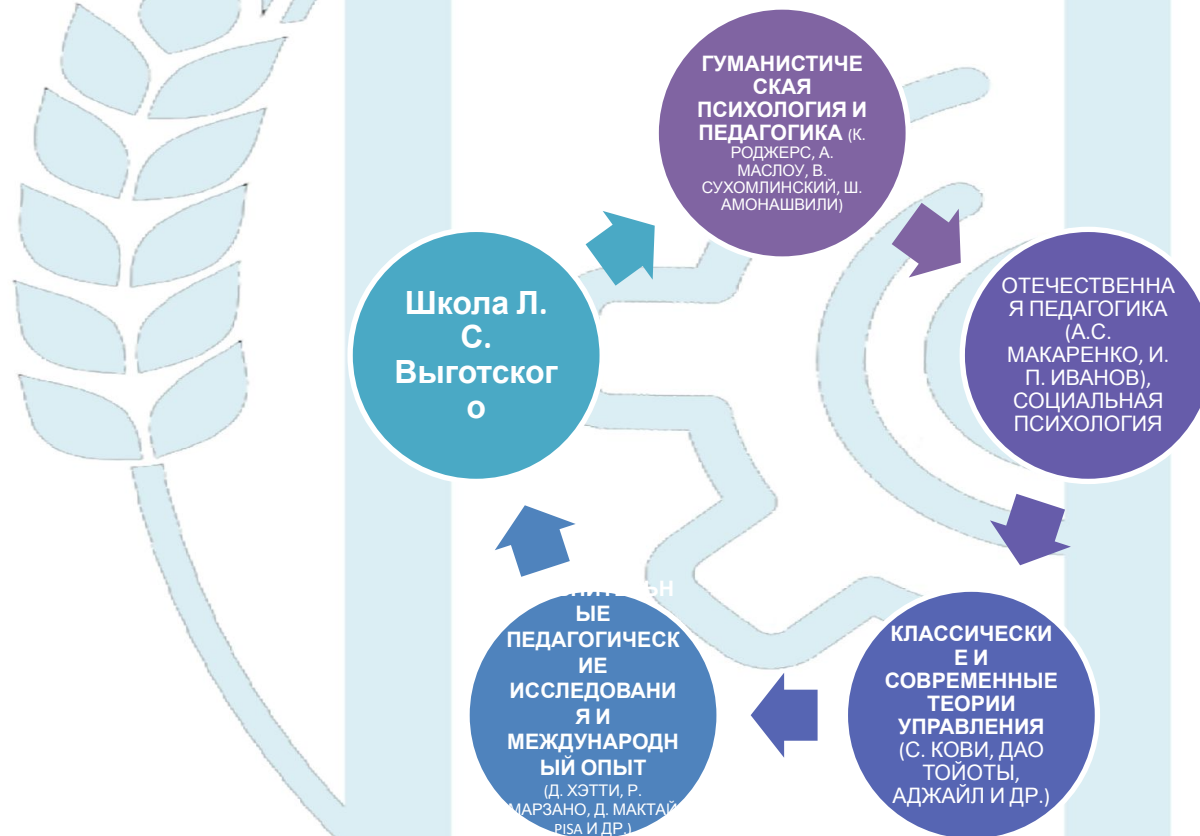 ГУМАНИСТИЧЕ
СКАЯ
ПСИХОЛОГИЯ И
ПЕДАГОГИКА (К.
РОДЖЕРС, А.
МАСЛОУ, В.
СУХОМЛИНСКИЙ, Ш.
АМОНАШВИЛИ)
ОТЕЧЕСТВЕННА
Я ПЕДАГОГИКА
(А.С.
МАКАРЕНКО, И.
П. ИВАНОВ),
СОЦИАЛЬНАЯ
ПСИХОЛОГИЯ
КЛАССИЧЕСКИ
Е И
СОВРЕМЕННЫЕ
ТЕОРИИ
УПРАВЛЕНИЯ
(С. КОВИ, ДАО
ТОЙОТЫ,
АДЖАЙЛ И ДР.)
ЫЕ
ПЕДАГОГИЧЕСК
ИЕ
ИССЛЕДОВАНИ
Я И
МЕЖДУНАРОДН
ЫЙ ОПЫТ
(Д. ХЭТТИ, Р.
МАРЗАНО, Д. МАКТАЙ
PISA И ДР.)
Школа Л.
С.
Выготског
о